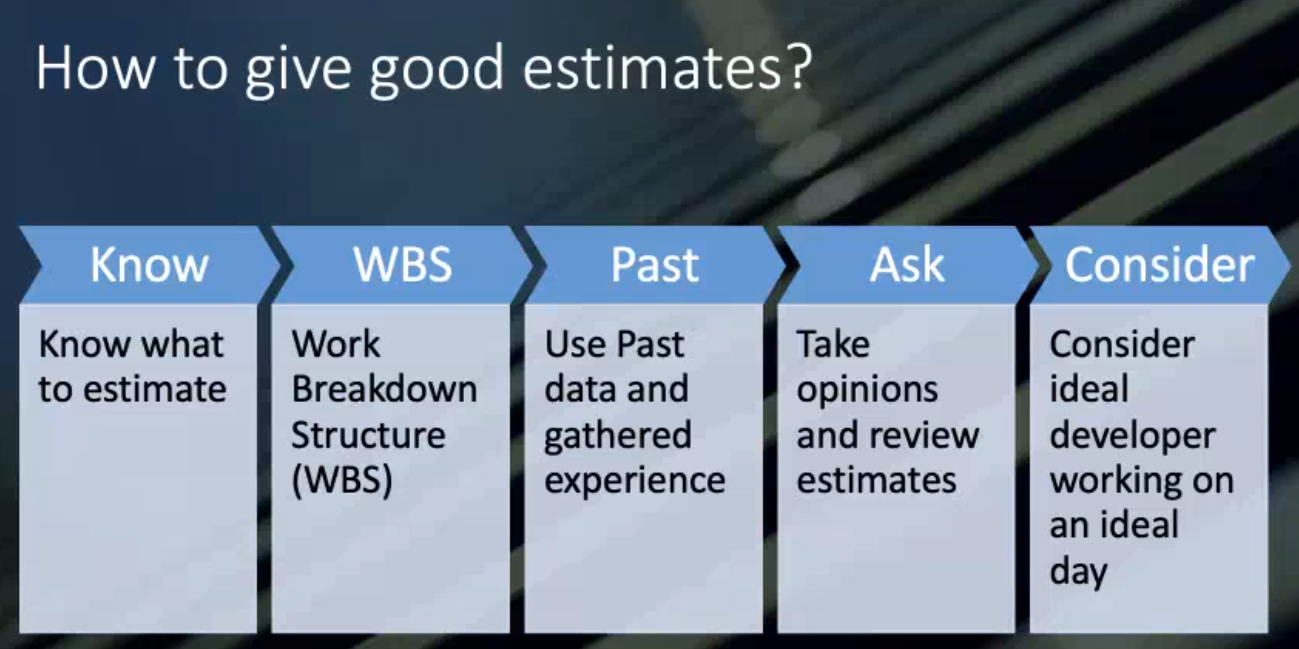 How to give good estimates?
Know
Know what
to estimate
WBS
Work
Breakdown
Structure
(WBS)
Past
Use Past
data and
gathered
experience
Ask
Take
opinions
and review
estimates
Consider
Consider
ideal
developer
working on
an ideal
day